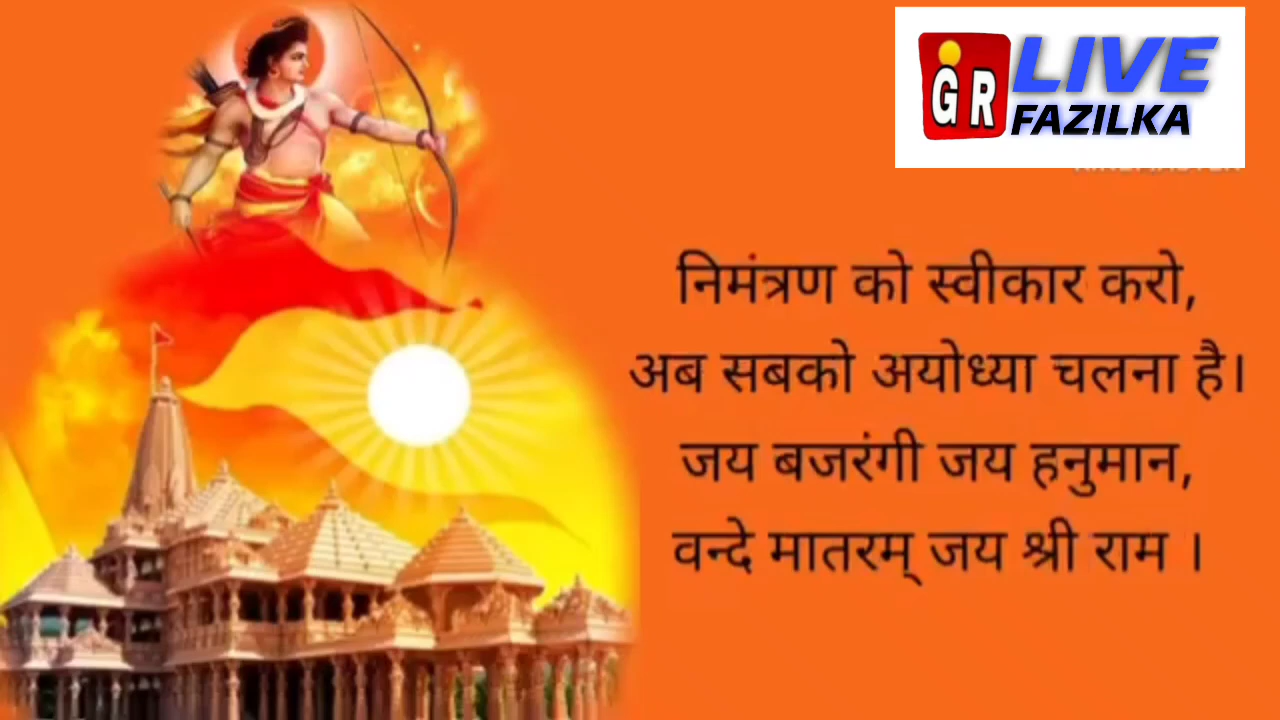 GR LIVE
FAZILKA
निमंत्रण को स्वीकार करो,
अब सबको अयोध्या चलना है।
जय बजरंगी जय हनुमान,
वन्दे मातरम् जय श्री राम ।